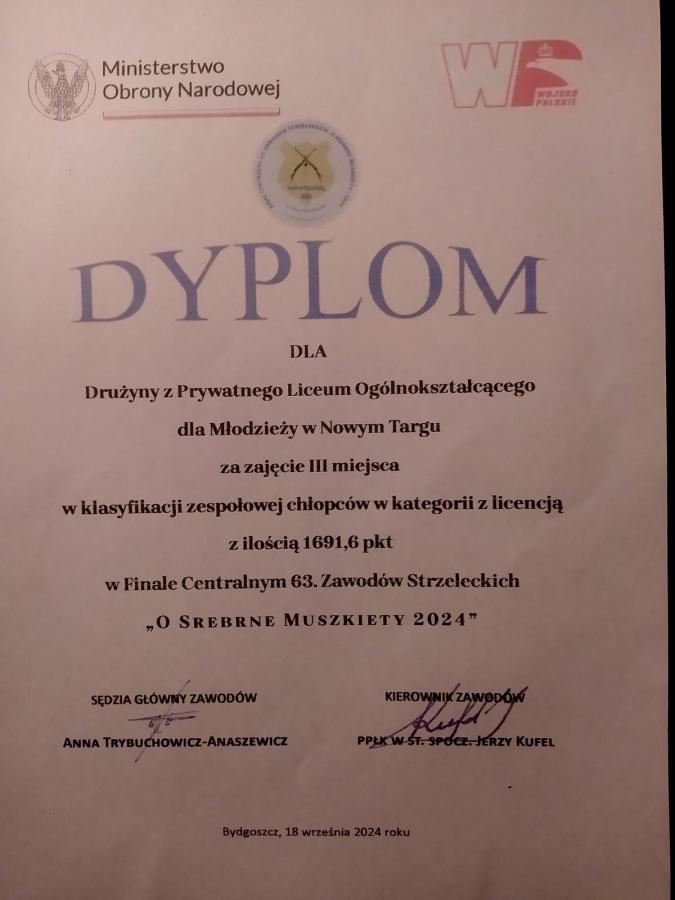 Ministerstwo
Obrony Narodowej
WP
WOJSKO
POLSKIE
DYPLOM
DLA
Drużyny z Prywatnego Liceum Ogólnokształcącego
dla Młodzieży w Nowym Targu
za zajęcie III miejsca
w klasyfikacji zespołowej chłopców w kategorii z licencją
z ilością 1691,6 pkt
w Finale Centralnym 63. Zawodów Strzeleckich
„O SREBRNE MUSZKIETY 2024”
SĘDZIA GŁÓWNY ZAWODÓW
ANNA TRYBUCHOWICZ-ANASZEWICZ
KIEROWNIK ZAWODÓW
PPŁK W ST. SPOCZ. JERZY KUFEL
Bydgoszcz, 18 września 2024 roku